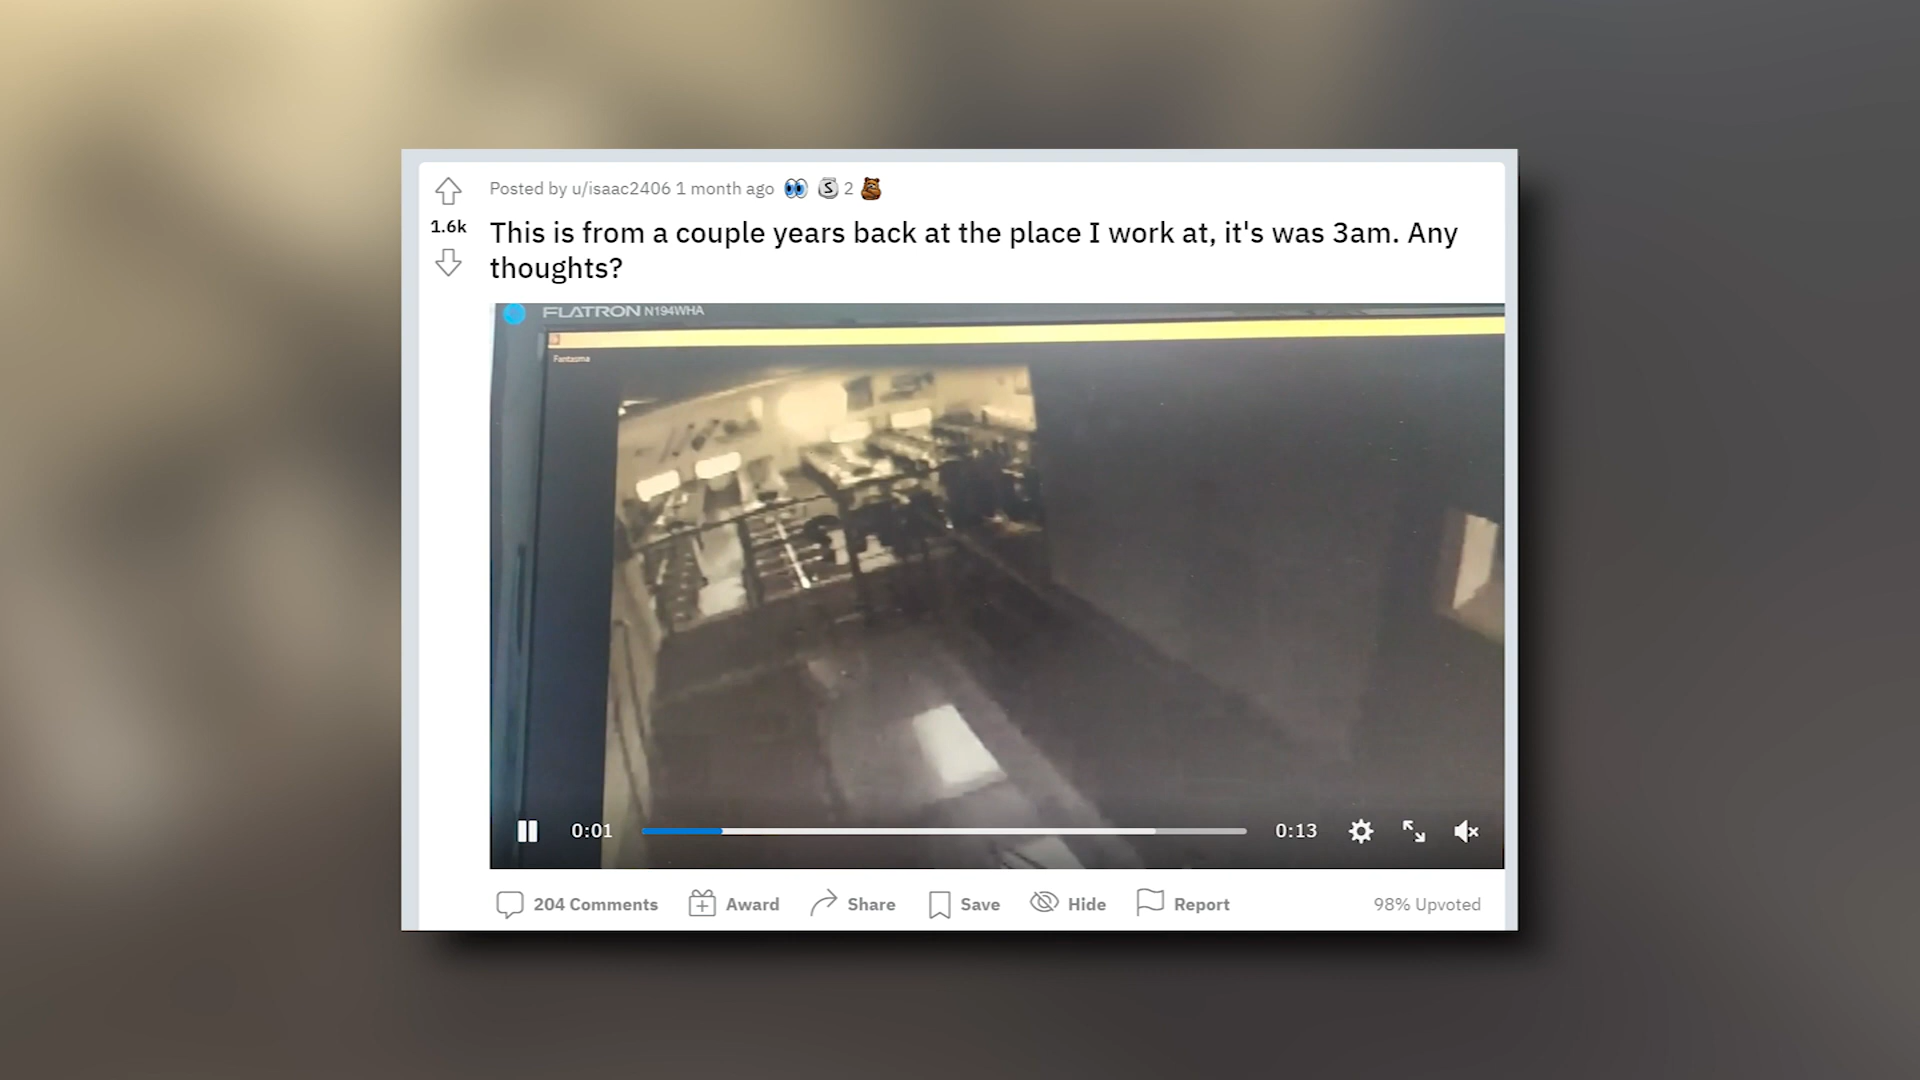 Posted by u/isaac2406 1 month ago 2
1.6k
This is from a couple years back at the place I work at, it's was 3am. Any
thoughts?
FLATRON N194WHA
Fantasma
0:01
0:13
204 Comments Award Share Save Hide Report 98% Upvoted